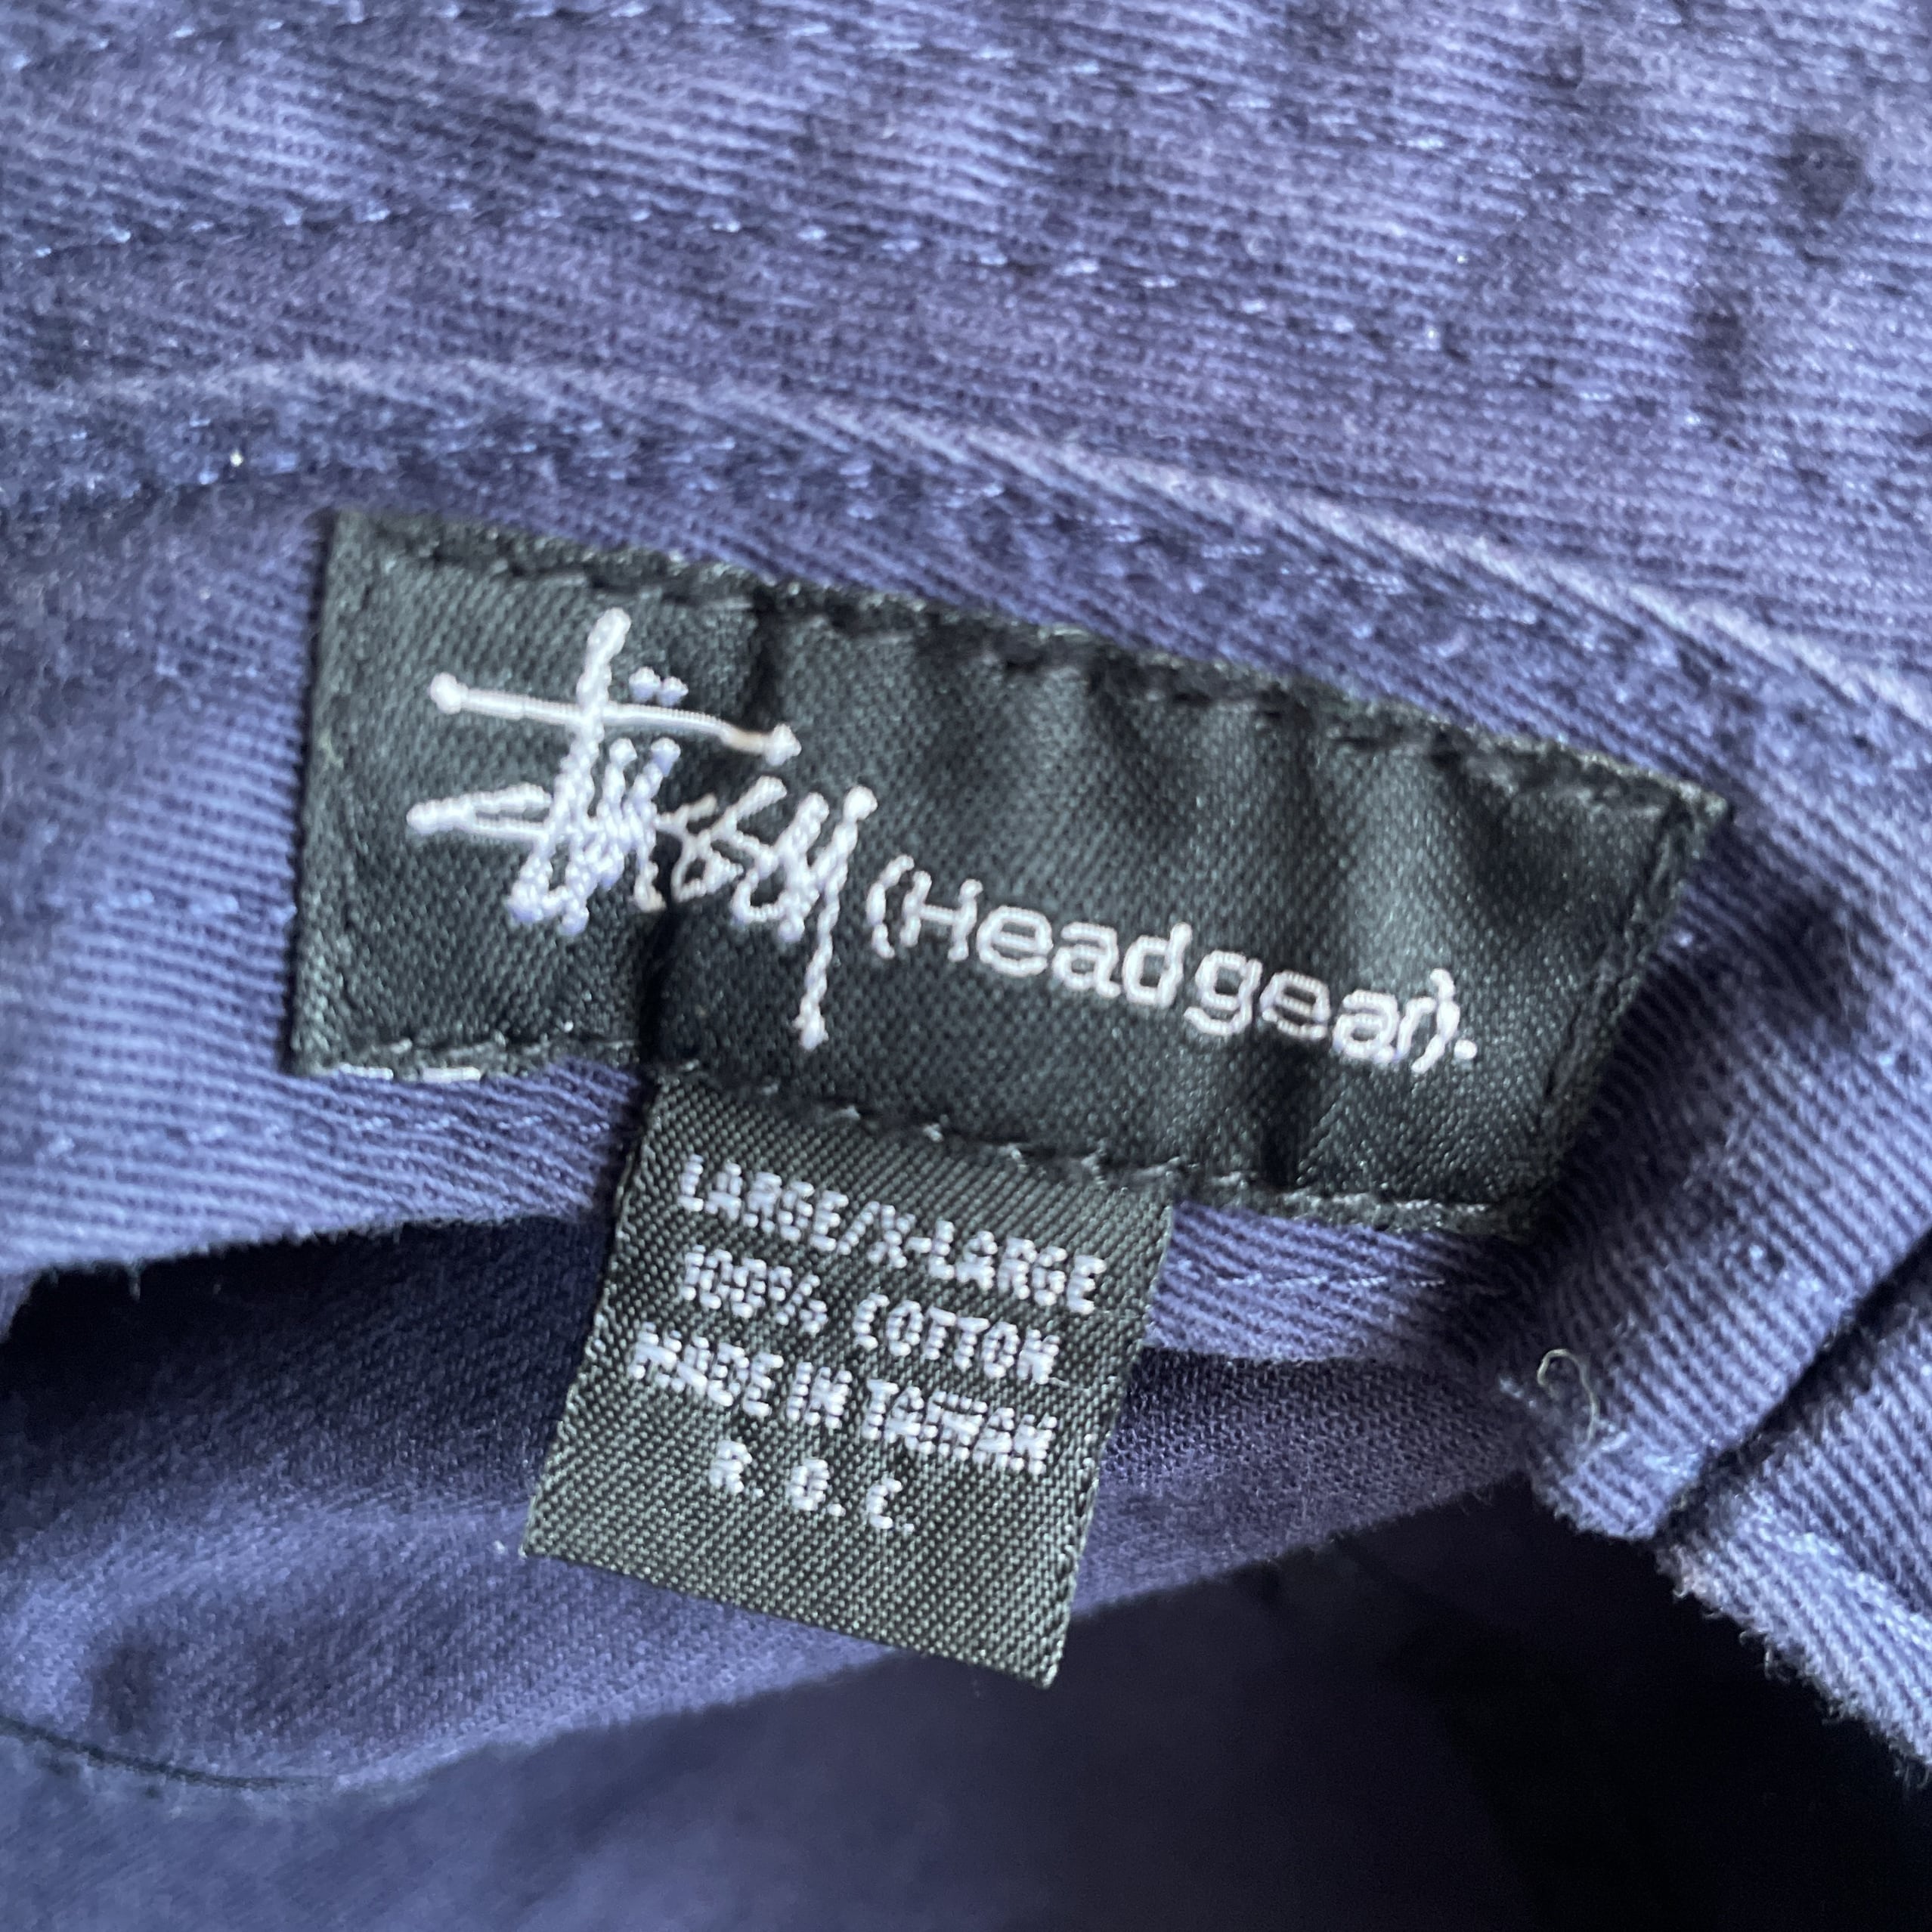 Stüssy (Headgear).
LARGE/X-LARGE
100% COTTON
MADE IN TAIWAN
R.O.C.